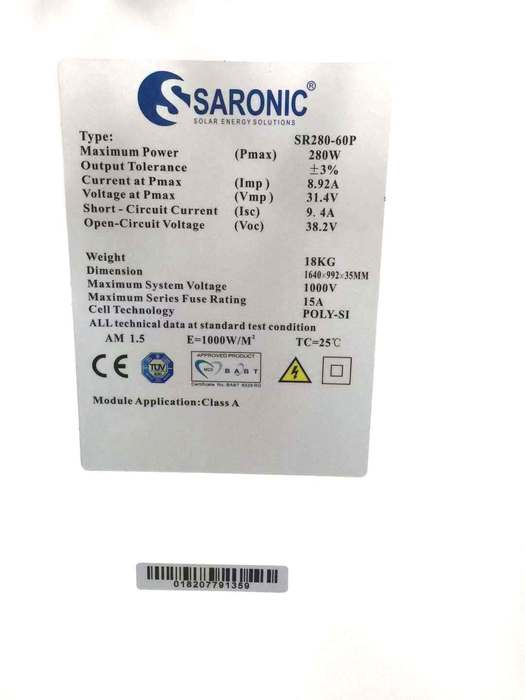 SARONIC®
SOLAR ENERGY SOLUTIONS
Type: SR280-60P
Maximum Power (Pmax) 280W
Output Tolerance ±3%
Current at Pmax (Imp) 8.92A
Voltage at Pmax (Vmp) 31.4V
Short - Circuit Current (Isc) 9. 4A
Open-Circuit Voltage (Voc) 38.2V
Weight 18KG
Dimension 1640×992×35MM
Maximum System Voltage 1000V
Maximum Series Fuse Rating 15A
Cell Technology POLY-SI
ALL technical data at standard test condition
AM 1.5 E=1000W/M² TC=25℃
APPROVED PRODUCT
CE TÜV BABT
Certificate No. BABT
Module Application:Class A
018207791359